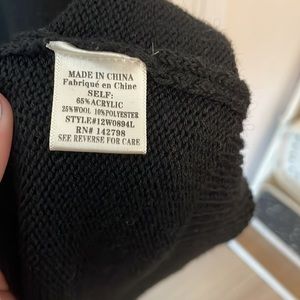 MADE IN CHINA
Fabriqué en Chine
SELF:
65%ACRYLIC
25%WOOL 10%POLYESTER
STYLE#12W0894L
RN# 142798
SEE REVERSE FOR CARE